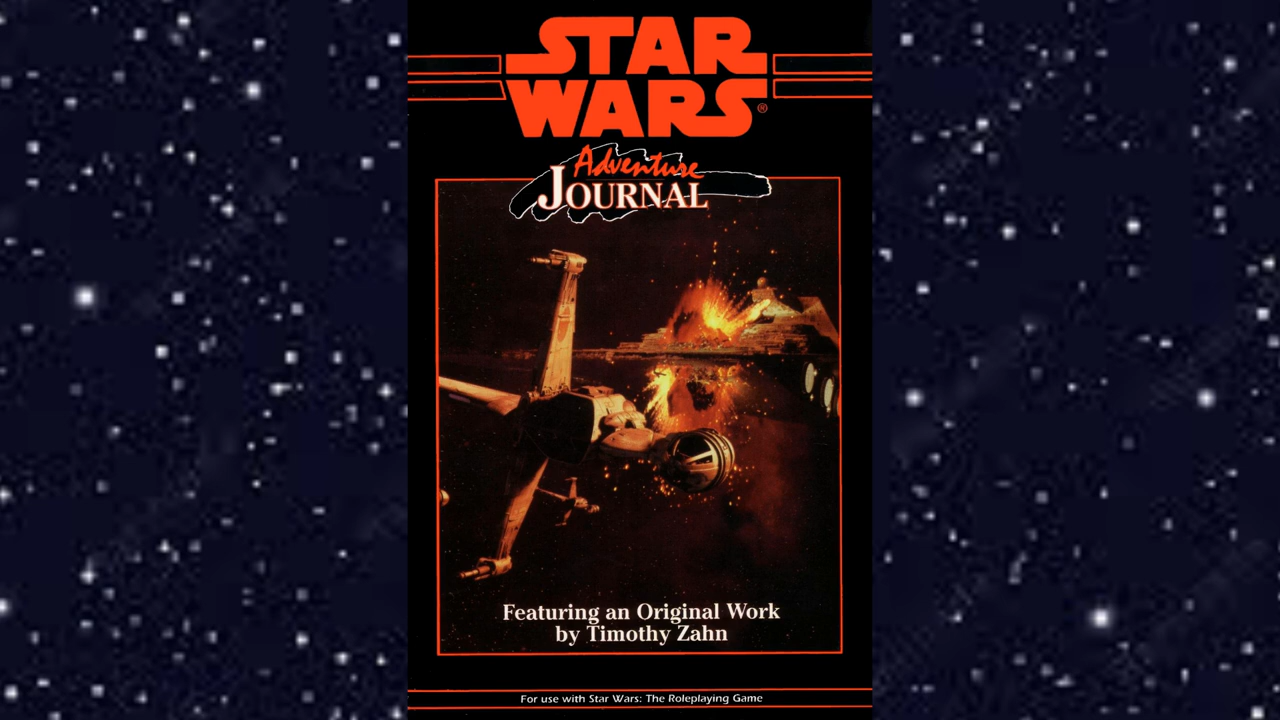 STAR
WARS®
Adventure
JOURNAL
Featuring an Original Work
by Timothy Zahn
For use with Star Wars: The Roleplaying Game